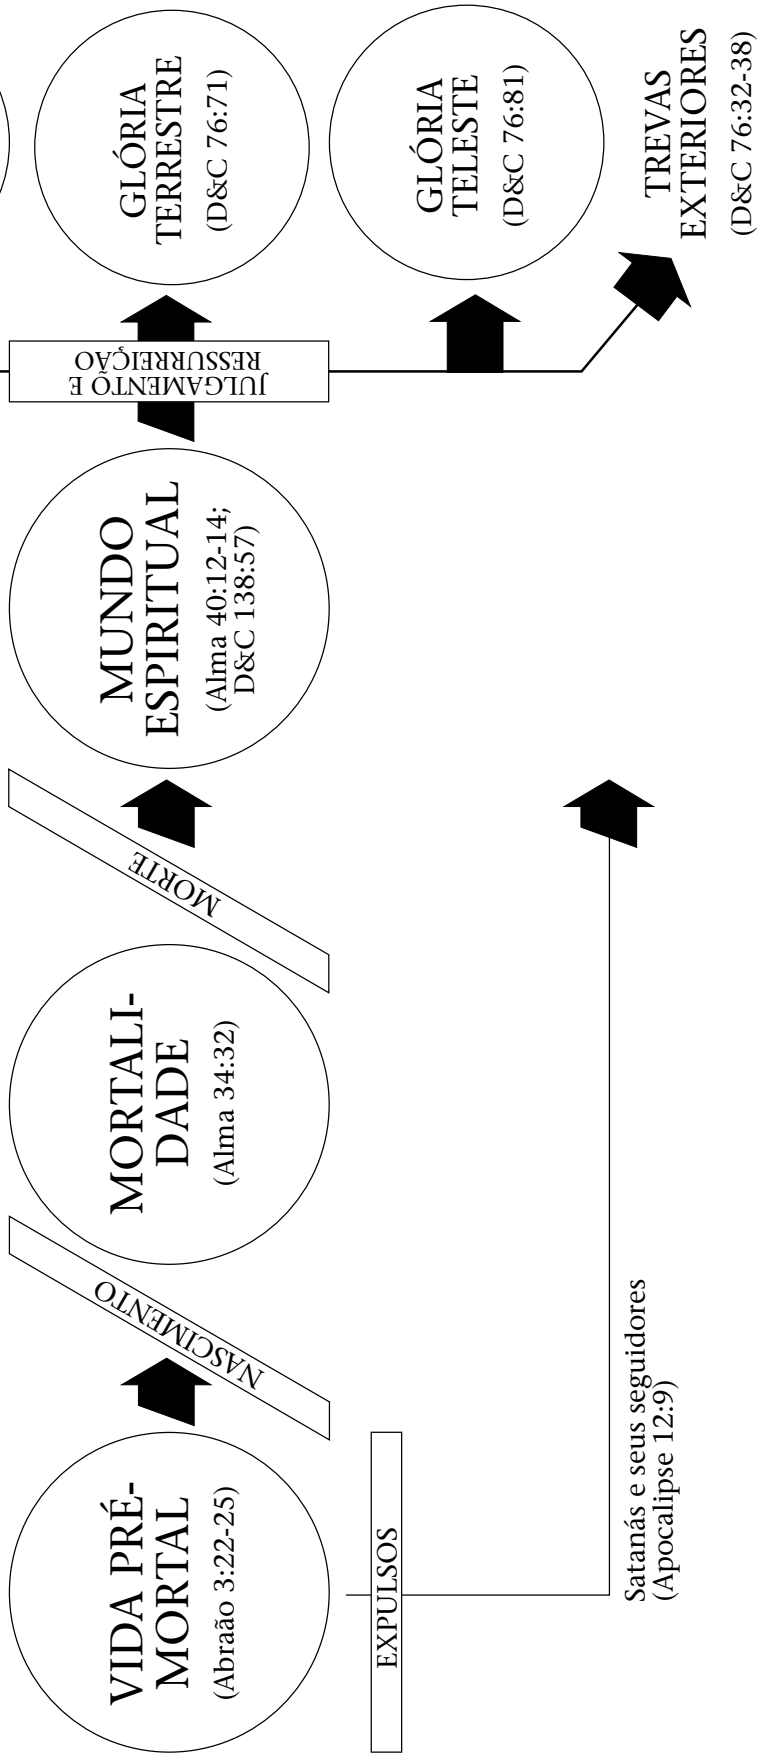 VIDA PRÉ-
MORTAL
(Abraão 3:22-25)
NASCIMENTO
MORTALI-
DADE
(Alma 34:32)
MORTE
MUNDO
ESPIRITUAL
(Alma 40:12-14;
D&C 138:57)
JULGAMENTO E
RESSURREIÇÃO
GLÓRIA
TERRESTRE
(D&C 76:71)
GLÓRIA
TELESTE
(D&C 76:81)
TREVAS
EXTERIORES
(D&C 76:32-38)
EXPULSOS
Satanás e seus seguidores
(Apocalipse 12:9)